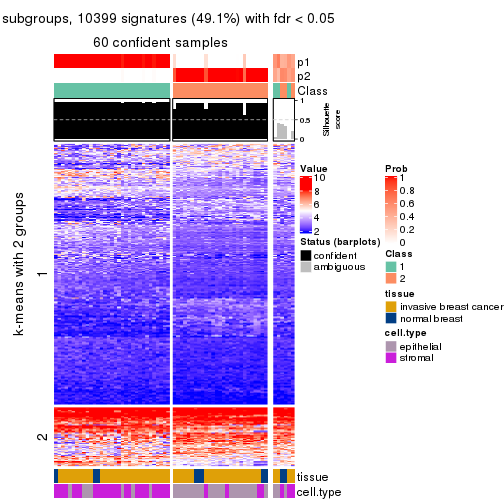 subgroups, 10399 signatures (49.1%) with fdr < 0.05
60 confident samples
p1
p2
Class
1
0.5
0
Silhouette
score
k-means with 2 groups
1
2
Value
10
8
6
4
2
Status (barplots)
confident
ambiguous
Prob
1
0.8
0.6
0.4
0.2
0
Class
1
2
tissue
invasive breast cancer
normal breast
cell.type
epithelial
stromal
tissue
cell.type